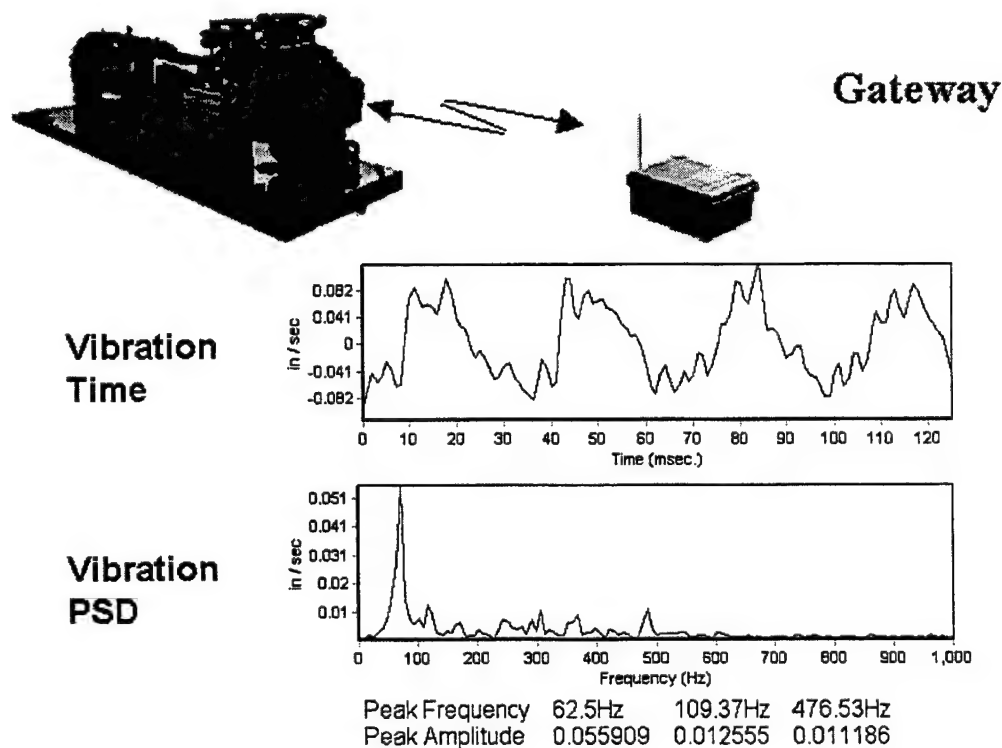 Gateway
Vibration
Time
in / sec
0.082
0.041
0
-0.041
-0.082
0 10 20 30 40 50 60 70 80 90 100 110 120
Time (msec.)
Vibration
PSD
in / sec
0.051
0.041
0.031
0.02
0.01
0 100 200 300 400 500 600 700 800 900 1,000
Frequency (Hz)
Peak Frequency 62.5Hz 109.37Hz 476.53Hz
Peak Amplitude 0.055909 0.012555 0.011186